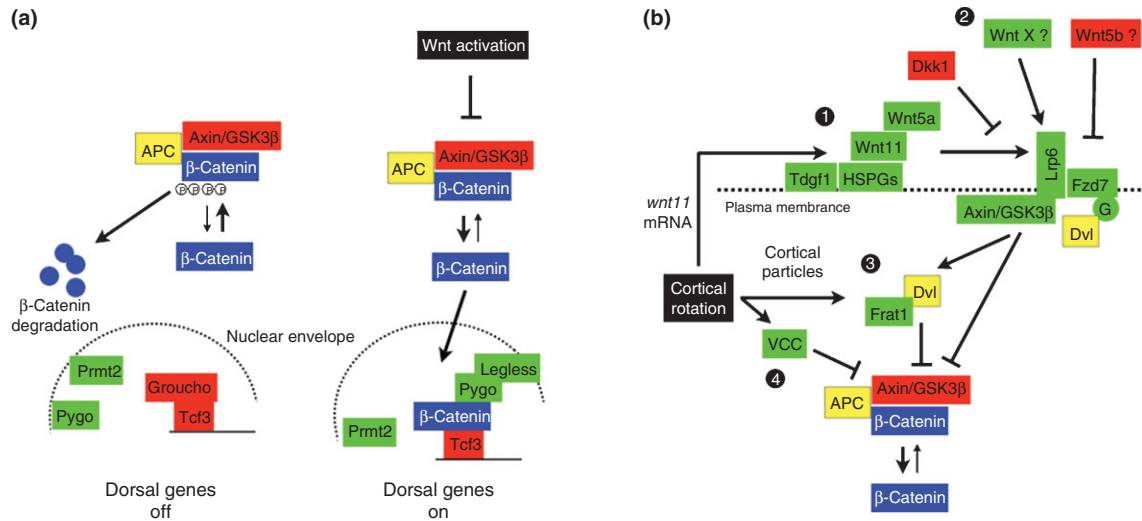 (a)
Wnt activation
Axin/GSK3β
APC
β-Catenin
P P P P
β-Catenin
β-Catenin
degradation
Axin/GSK3β
APC
β-Catenin
β-Catenin
Nuclear envelope
Prmt2
Groucho
Pygo
Tcf3
Legless
Pygo
β-Catenin
Prmt2
Tcf3
Dorsal genes
off
Dorsal genes
on
(b)
2
Wnt X ?
Wnt5b ?
Dkk1
1
Wnt5a
Wnt11
Tdgf1
HSPGs
Lrp6
Fzd7
wnt11
mRNA
Plasma membrance
Axin/GSK3β
G
Dvl
Cortical
particles
3
Cortical
rotation
Dvl
Frat1
VCC
4
Axin/GSK3β
APC
β-Catenin
β-Catenin